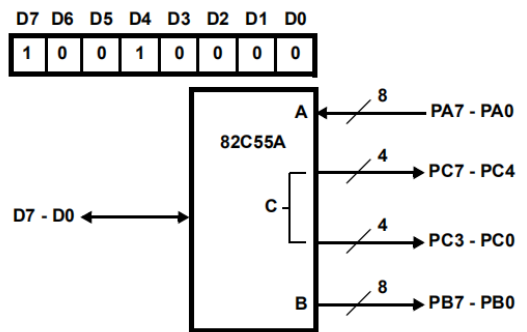 D7 D6 D5 D4 D3 D2 D1 D0
1 0 0 1 0 0 0 0
A 8 PA7 - PA0
82C55A
4 PC7 - PC4
C
D7 - D0
4 PC3 - PC0
B 8 PB7 - PB0